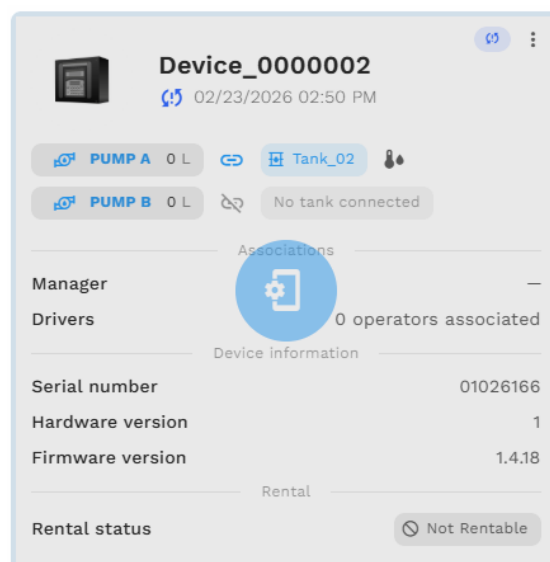 Device_0000002
02/23/2026 02:50 PM
PUMP A 0 L Tank_02
PUMP B 0 L No tank connected
Associations
Manager —
Drivers 0 operators associated
Device information
Serial number 01026166
Hardware version 1
Firmware version 1.4.18
Rental
Rental status Not Rentable